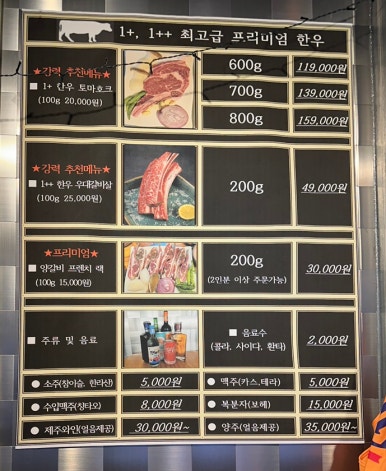 1+, 1++ 최고급 프리미엄 한우
★강력 추천메뉴★
■ 1+ 한우 토마호크
(100g 20,000원)
600g 119,000원
700g 139,000원
800g 159,000원
★강력 추천메뉴★
■ 1++ 한우 우대갈비살
(100g 25,000원)
200g 49,000원
★프리미엄★
■ 양갈비 프렌치 랙
(100g 15,000원)
200g
(2인분 이상 주문가능)
30,000원
■ 주류 및 음료
■ 음료수
(콜라, 사이다, 환타)
2,000원
● 소주(참이슬, 한라산) 5,000원
● 맥주(카스,테라) 5,000원
● 수입맥주(칭타오) 8,000원
● 복분자(보해) 15,000원
● 제주와인(얼음제공) 30,000원~
● 양주(얼음제공) 35,000원~